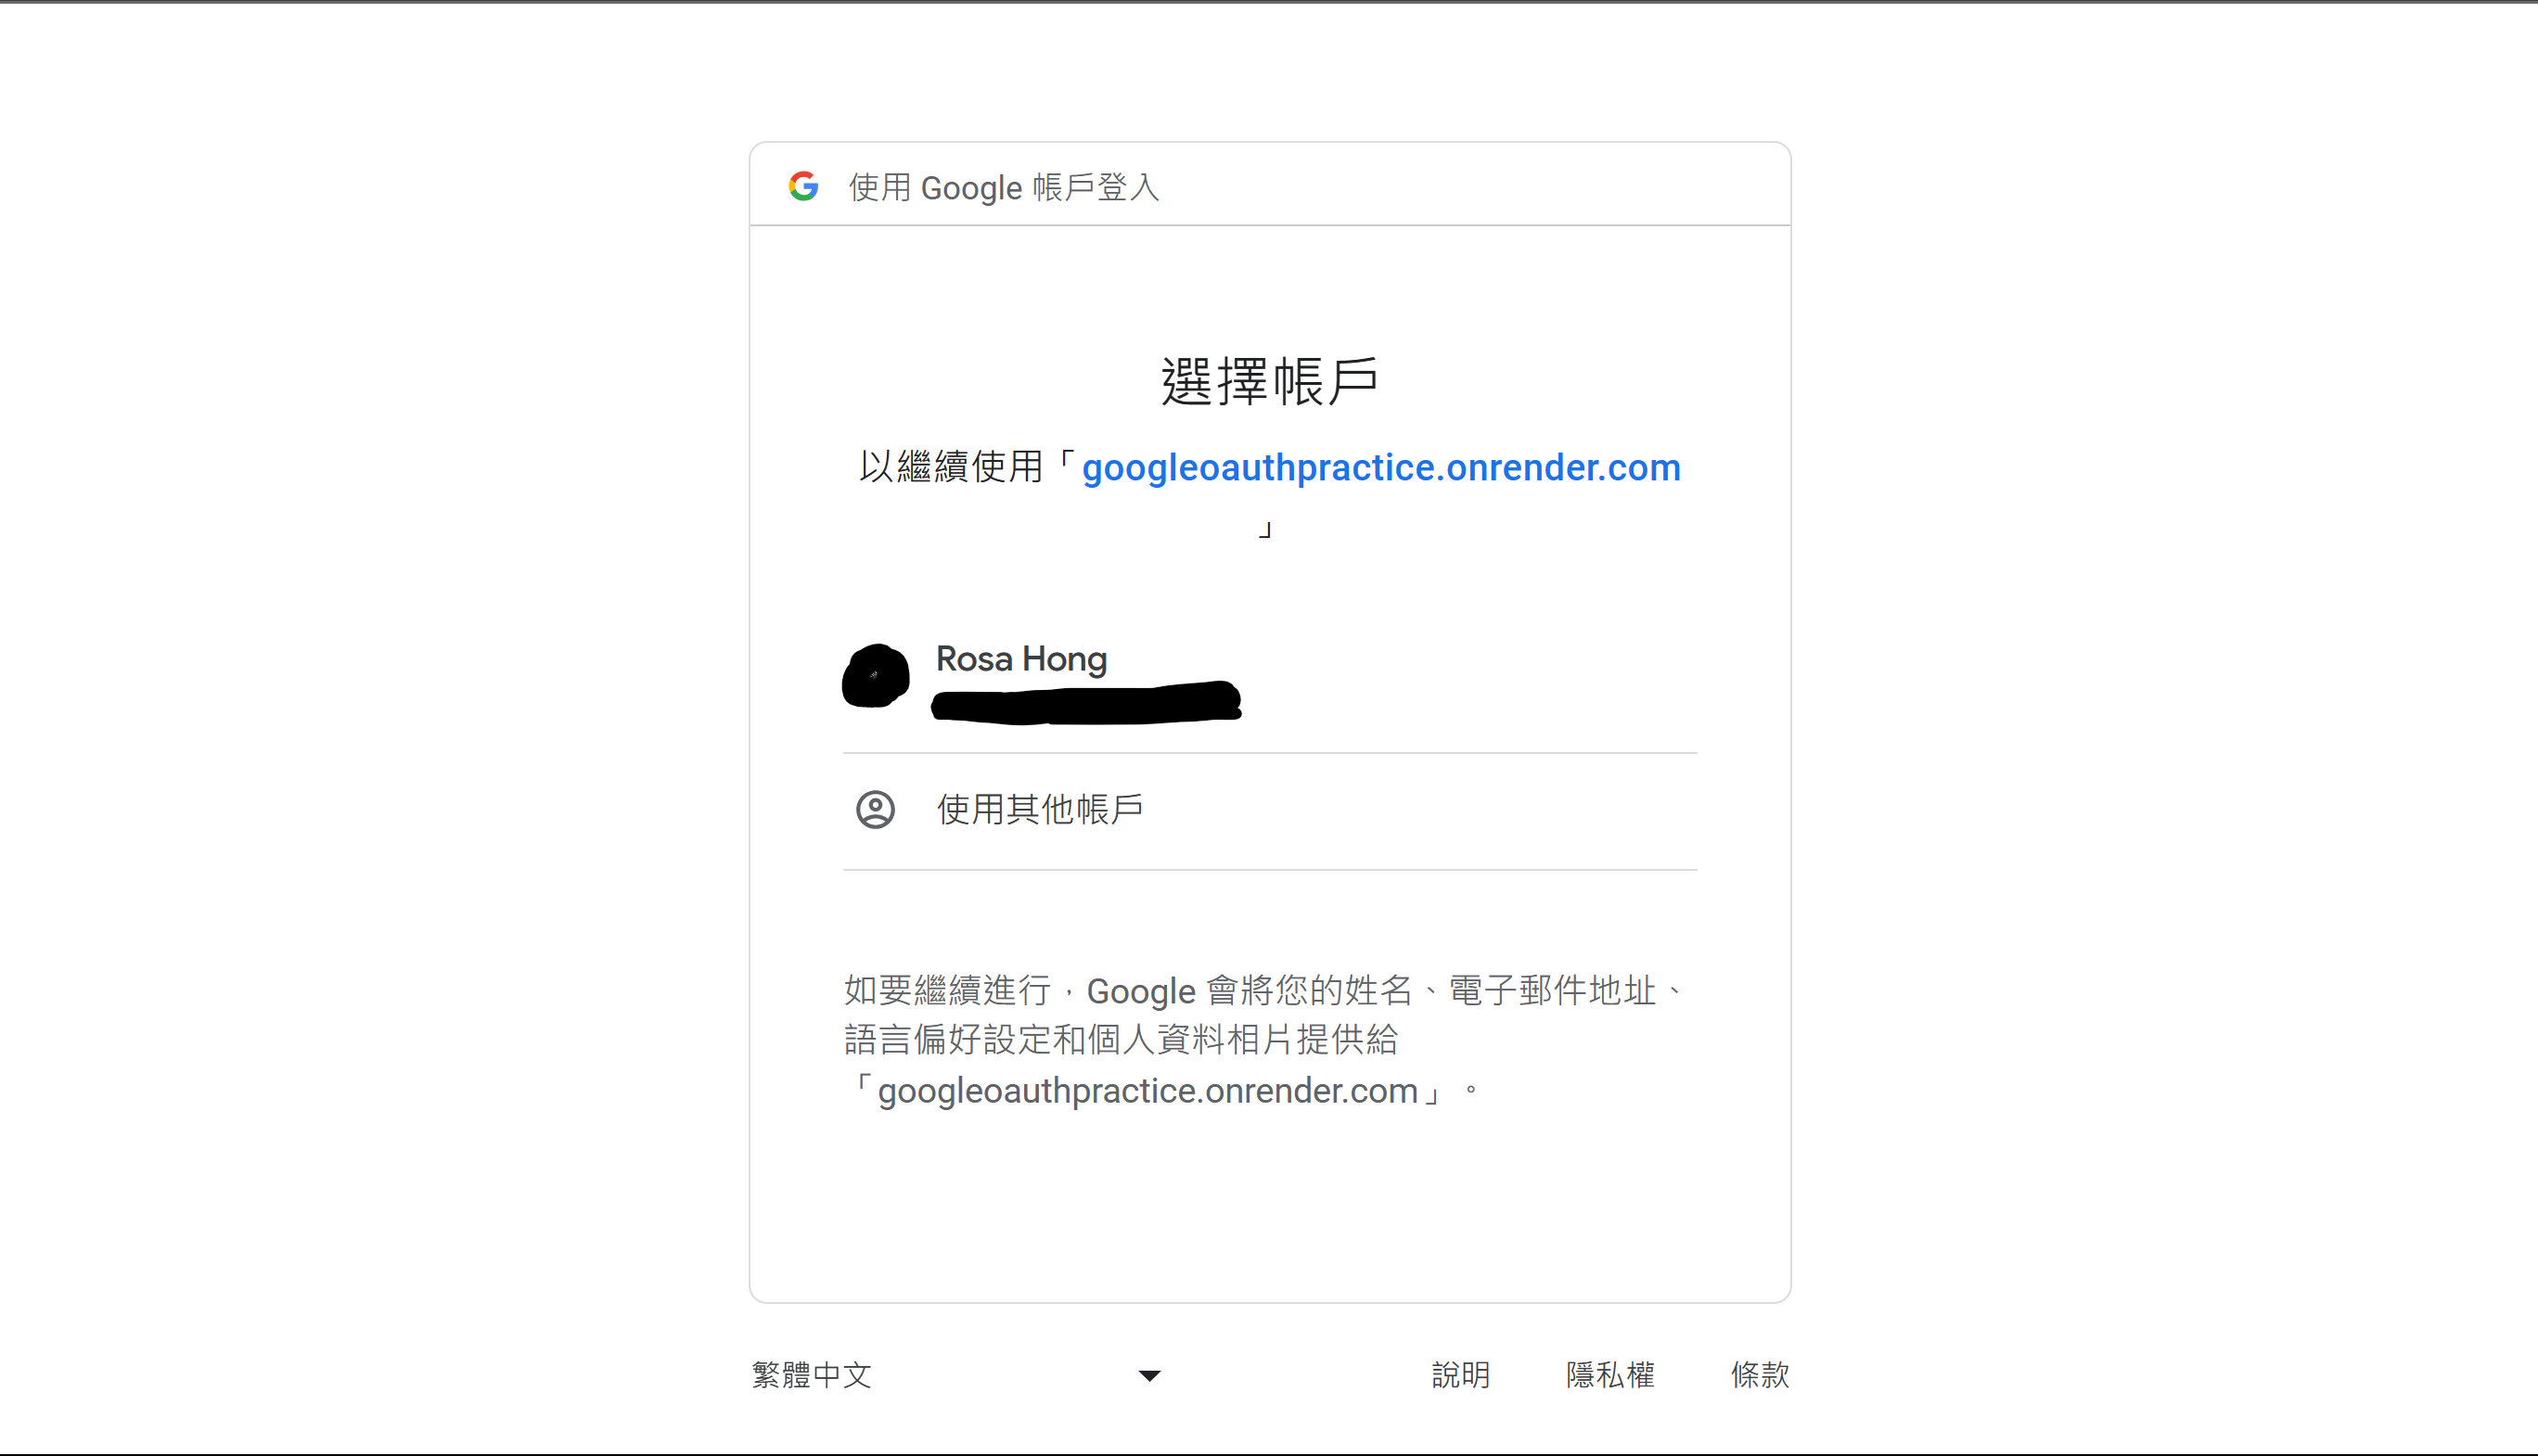 使用 Google 帳戶登入
選擇帳戶
以繼續使用「googleoauthpractice.onrender.com
」
Rosa Hong
使用其他帳戶
如要繼續進行，Google 會將您的姓名、電子郵件地址、
語言偏好設定和個人資料相片提供給
「googleoauthpractice.onrender.com」。
繁體中文
說明
隱私權
條款